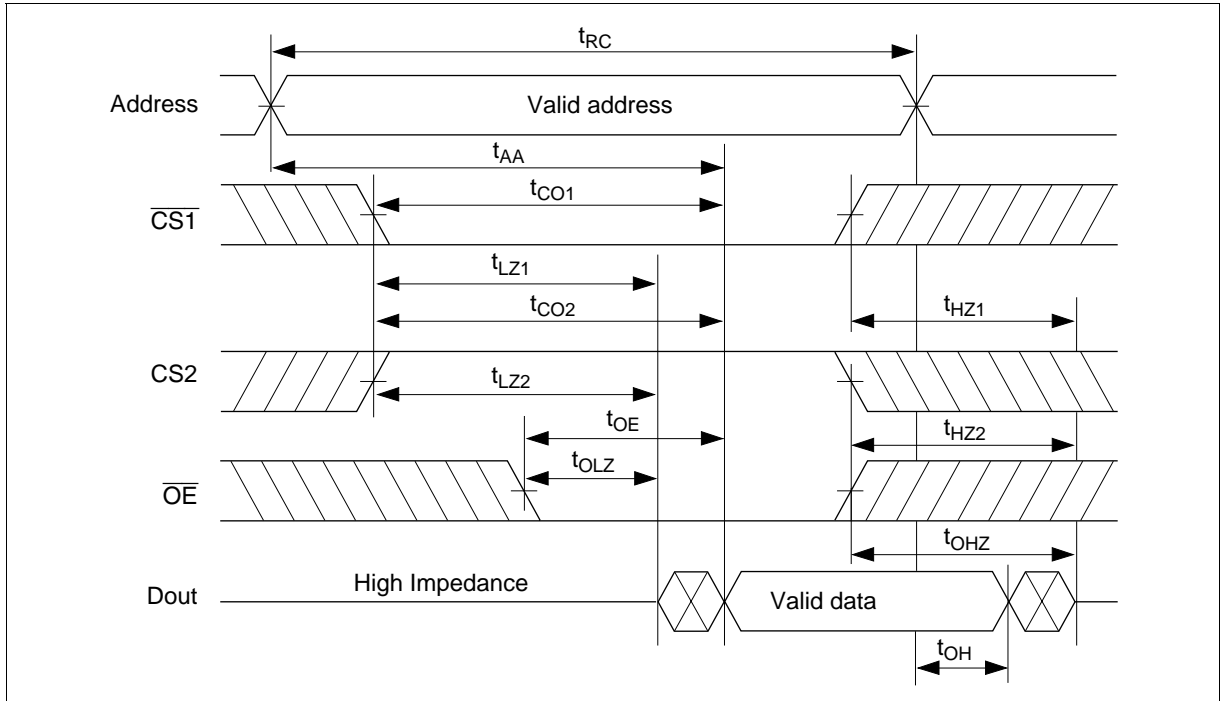 tRC
Address
Valid address
tAA
tCO1
CS1
tLZ1
tCO2
tHZ1
CS2
tLZ2
tOE
tHZ2
tOLZ
OE
tOHZ
High Impedance
Dout
Valid data
tOH